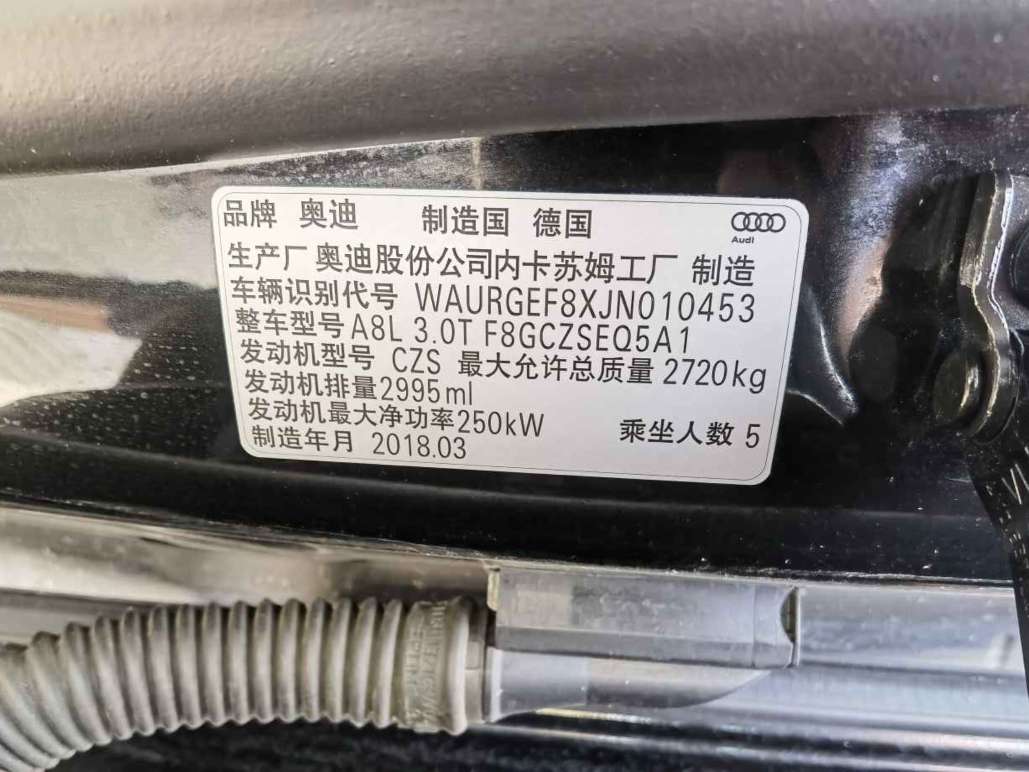 品牌 奥迪 制造国 德国
Audi
生产厂 奥迪股份公司内卡苏姆工厂 制造
车辆识别代号 WAURGEF8XJN010453
整车型号 A8L 3.0T F8GCZSEQ5A1
发动机型号 CZS 最大允许总质量 2720kg
发动机排量 2995ml
发动机最大净功率 250kW 乘坐人数 5
制造年月 2018.03